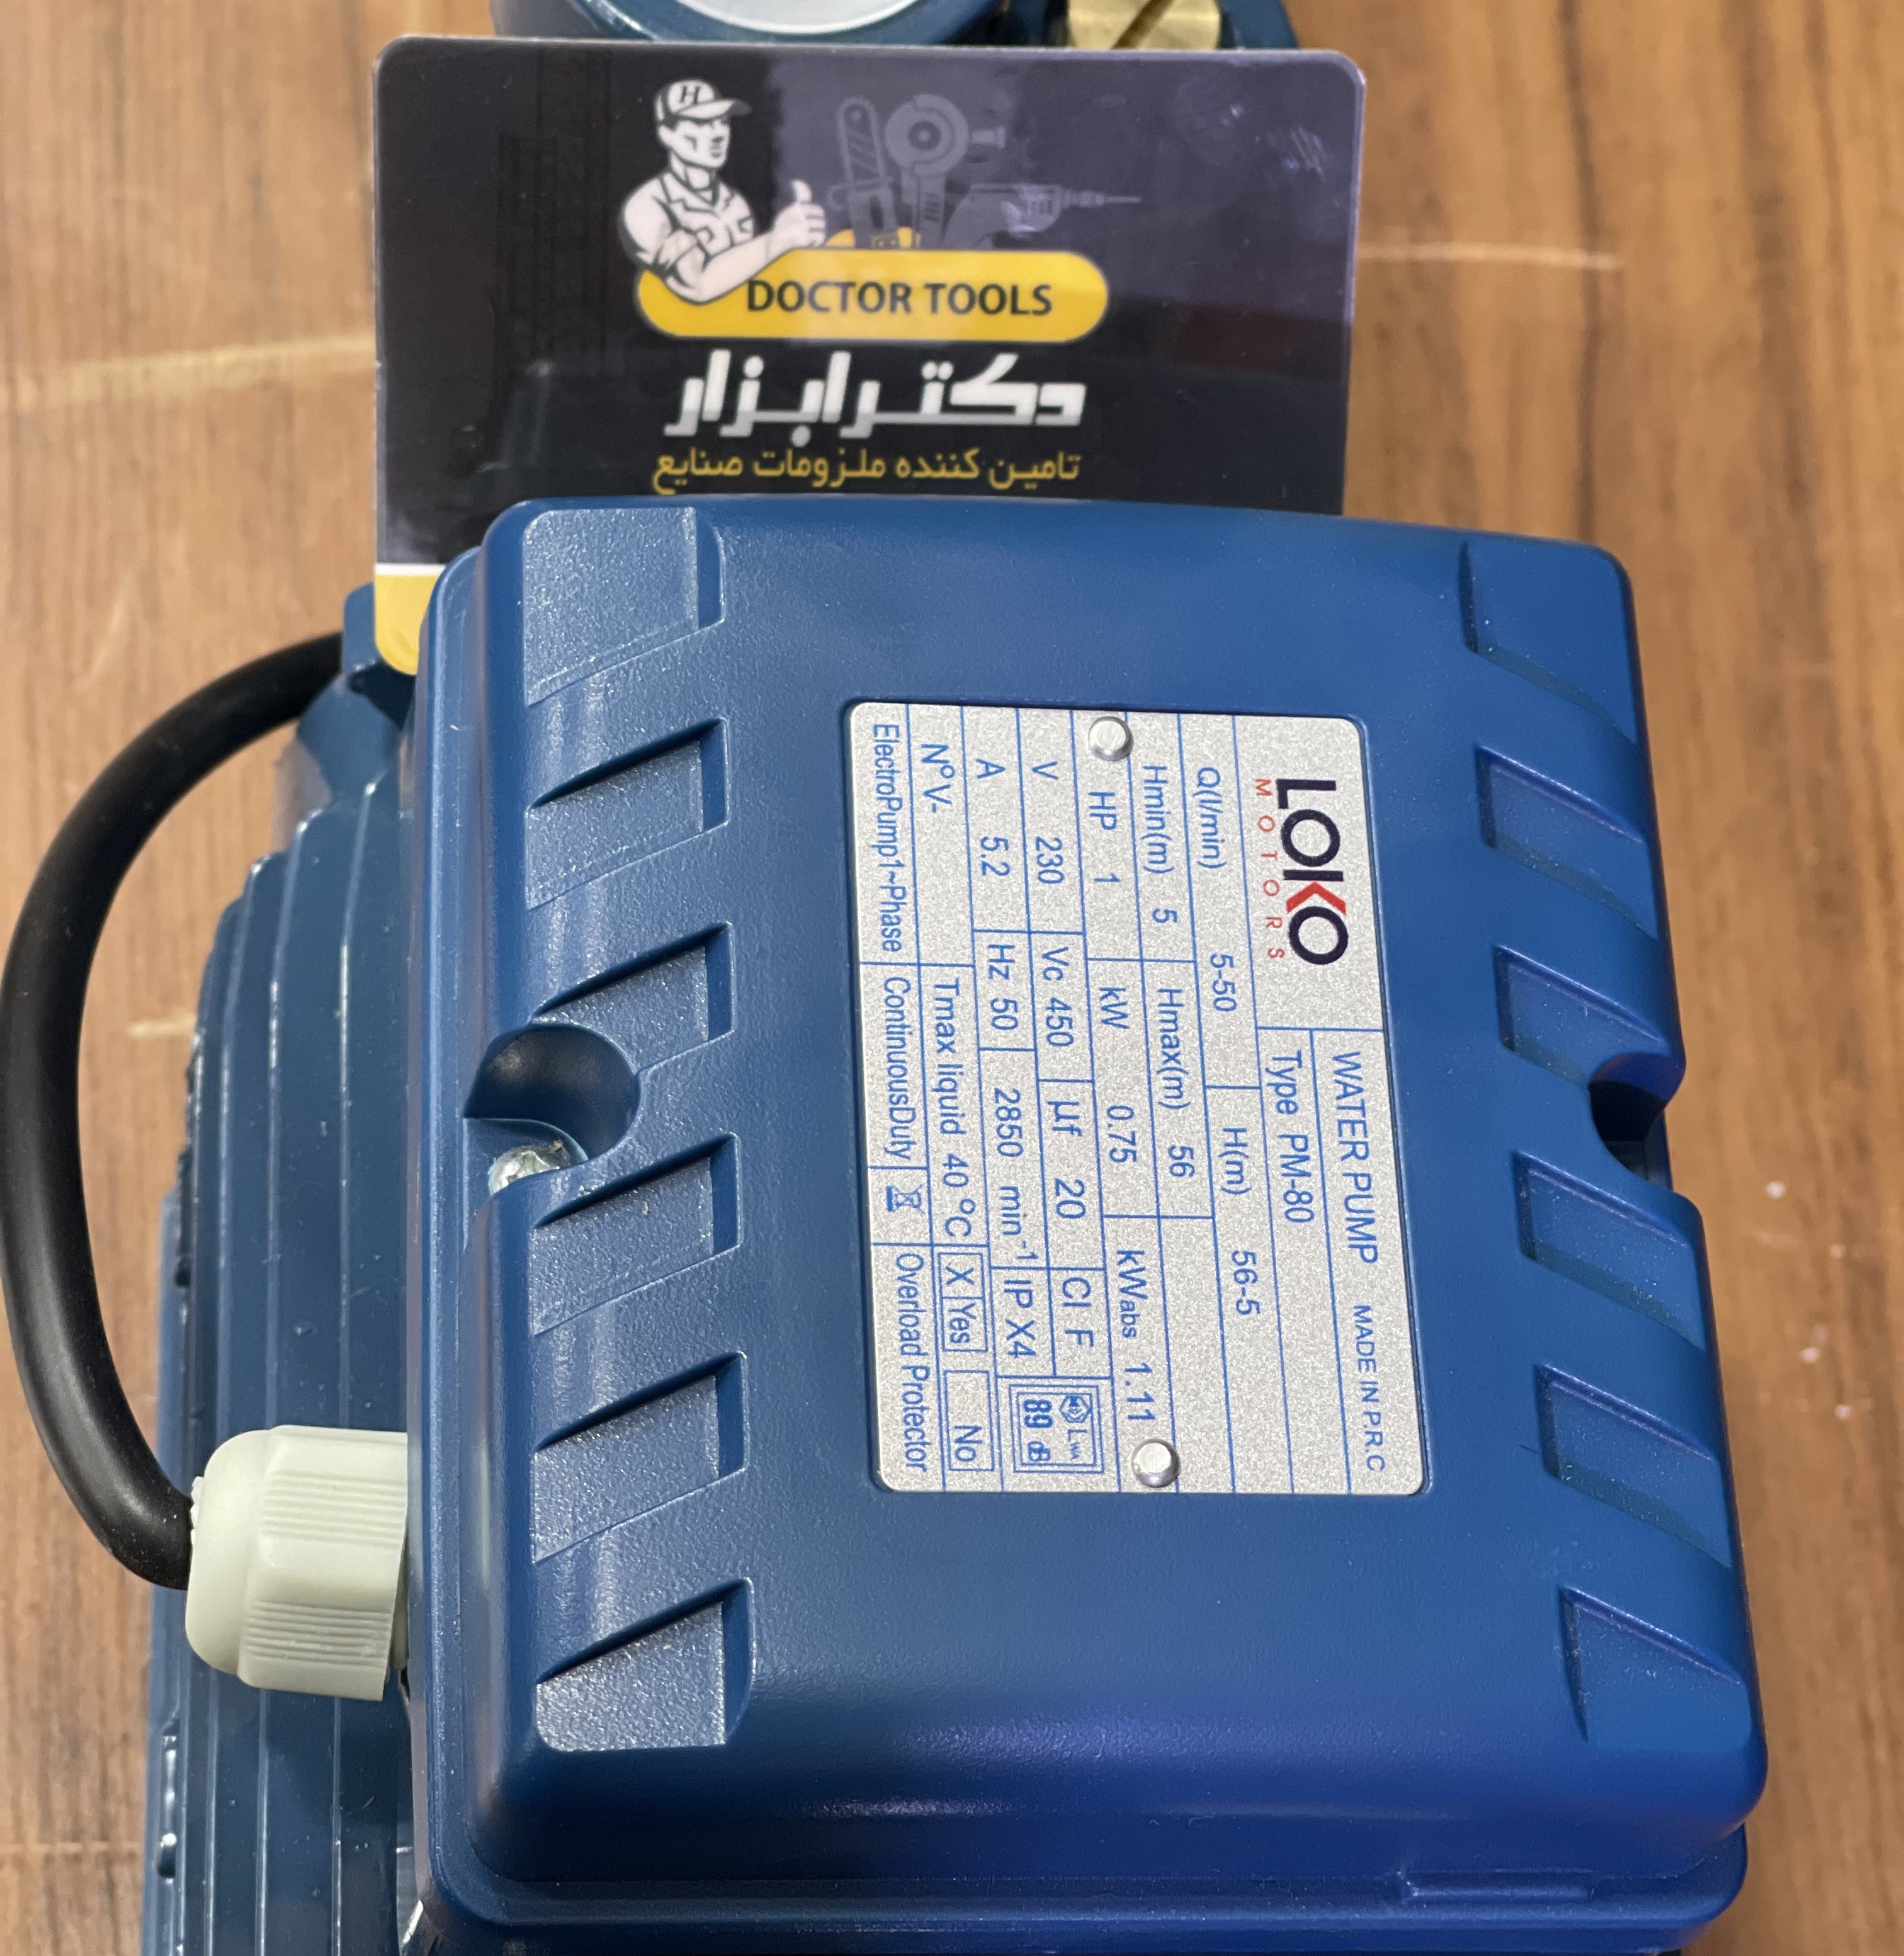 H
DOCTOR TOOLS
دکتر ابزار
تامین کننده ملزومات صنایع
LOKO
MOTORS
WATER PUMP MADE IN P.R.C
Type PM-80
Q(l/min) 5-50 H(m) 56-5
Hmin(m) 5 Hmax(m) 56
HP 1 kW 0.75 kWabs 1.11
V 230 Vc 450 µf 20 Cl F LWA
A 5.2 Hz 50 2850 min-1 IP X4 89 dB
N°V- Tmax liquid 40 °C X Yes No
ElectroPump1~Phase ContinuousDuty Overload Protector